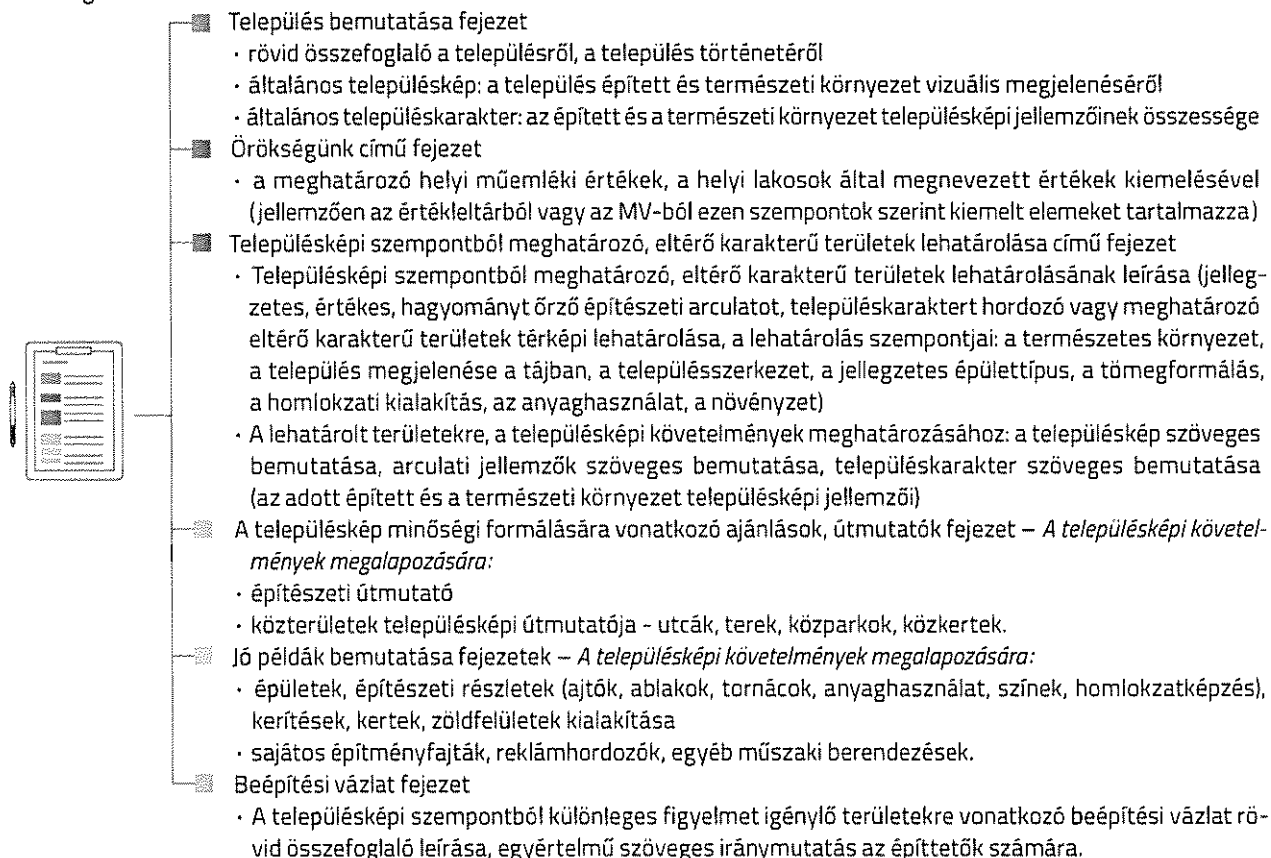 Település bemutatása fejezet
· rövid összefoglaló a településről, a település történetéről
· általános településkép: a település épített és természeti környezet vizuális megjelenéséről
· általános településkarakter: az épített és a természeti környezet településképi jellemzőinek összessége
Örökségünk című fejezet
· a meghatározó helyi műemléki értékek, a helyi lakosok által megnevezett értékek kiemelésével
(jellemzően az értékleltárból vagy az MV-ból ezen szempontok szerint kiemelt elemeket tartalmazza)
Településképi szempontból meghatározó, eltérő karakterű területek lehatárolása című fejezet
· Településképi szempontból meghatározó, eltérő karakterű területek lehatárolásának leírása (jelleg-
zetes, értékes, hagyományt őrző építészeti arculatot, településkaraktert hordozó vagy meghatározó
eltérő karakterű területek térképi lehatárolása, a lehatárolás szempontjai: a természetes környezet,
a település megjelenése a tájban, a településszerkezet, a jellegzetes épülettípus, a tömegformálás,
a homlokzati kialakítás, az anyaghasználat, a növényzet)
· A lehatárolt területekre, a településképi követelmények meghatározásához: a településkép szöveges
bemutatása, arculati jellemzők szöveges bemutatása, településkarakter szöveges bemutatása
(az adott épített és a természeti környezet településképi jellemzői)
A településkép minőségi formálására vonatkozó ajánlások, útmutatók fejezet – A településképi követel-
mények megalapozására:
· építészeti útmutató
· közterületek településképi útmutatója - utcák, terek, közparkok, közkertek.
Jó példák bemutatása fejezetek – A településképi követelmények megalapozására:
· épületek, építészeti részletek (ajtók, ablakok, tornácok, anyaghasználat, színek, homlokzatképzés),
kerítések, kertek, zöldfelületek kialakítása
· sajátos építményfajták, reklámhordozók, egyéb műszaki berendezések.
Beépítési vázlat fejezet
· A településképi szempontból különleges figyelmet igénylő területekre vonatkozó beépítési vázlat rö-
vid összefoglaló leírása, egyértelmű szöveges iránymutatás az építtetők számára.